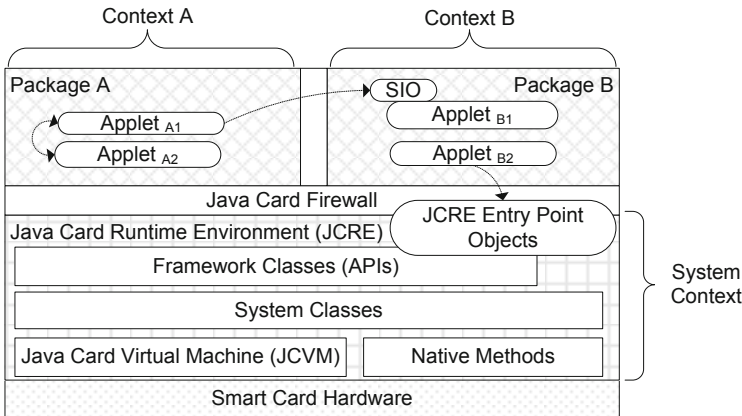 Context A
Context B
Package A
SIO
Package B
Applet A1
Applet B1
Applet A2
Applet B2
Java Card Firewall
JCRE Entry Point
Objects
Java Card Runtime Environment (JCRE)
Framework Classes (APIs)
System
Context
System Classes
Java Card Virtual Machine (JCVM)
Native Methods
Smart Card Hardware